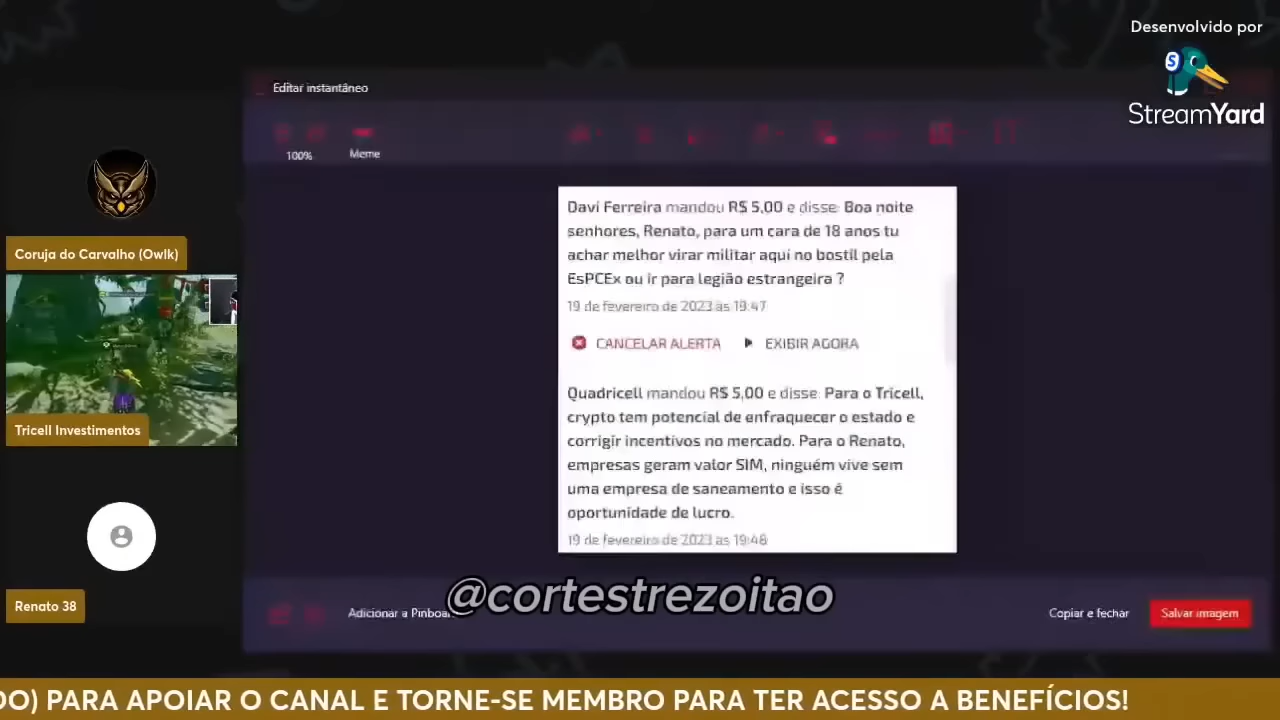 Desenvolvido por
StreamYard
Editar instantâneo
100%
Meme
Coruja do Carvalho (Owlk)
Tricell Investimentos
Renato 38
Davi Ferreira mandou R$ 5,00 e disse: Boa noite
senhores, Renato, para um cara de 18 anos tu
achar melhor virar militar aqui no bostil pela
EsPCEx ou ir para legião estrangeira ?
19 de fevereiro de 2023 às 19:47
CANCELAR ALERTA
EXIBIR AGORA
Quadricell mandou R$ 5,00 e disse: Para o Tricell,
crypto tem potencial de enfraquecer o estado e
corrigir incentivos no mercado. Para o Renato,
empresas geram valor SIM, ninguém vive sem
uma empresa de saneamento e isso é
oportunidade de lucro.
19 de fevereiro de 2023 às 19:48
@cortestrezoitao
Adicionar a Pinboar
Copiar e fechar
Salvar imagem
DO) PARA APOIAR O CANAL E TORNE-SE MEMBRO PARA TER ACESSO A BENEFÍCIOS!